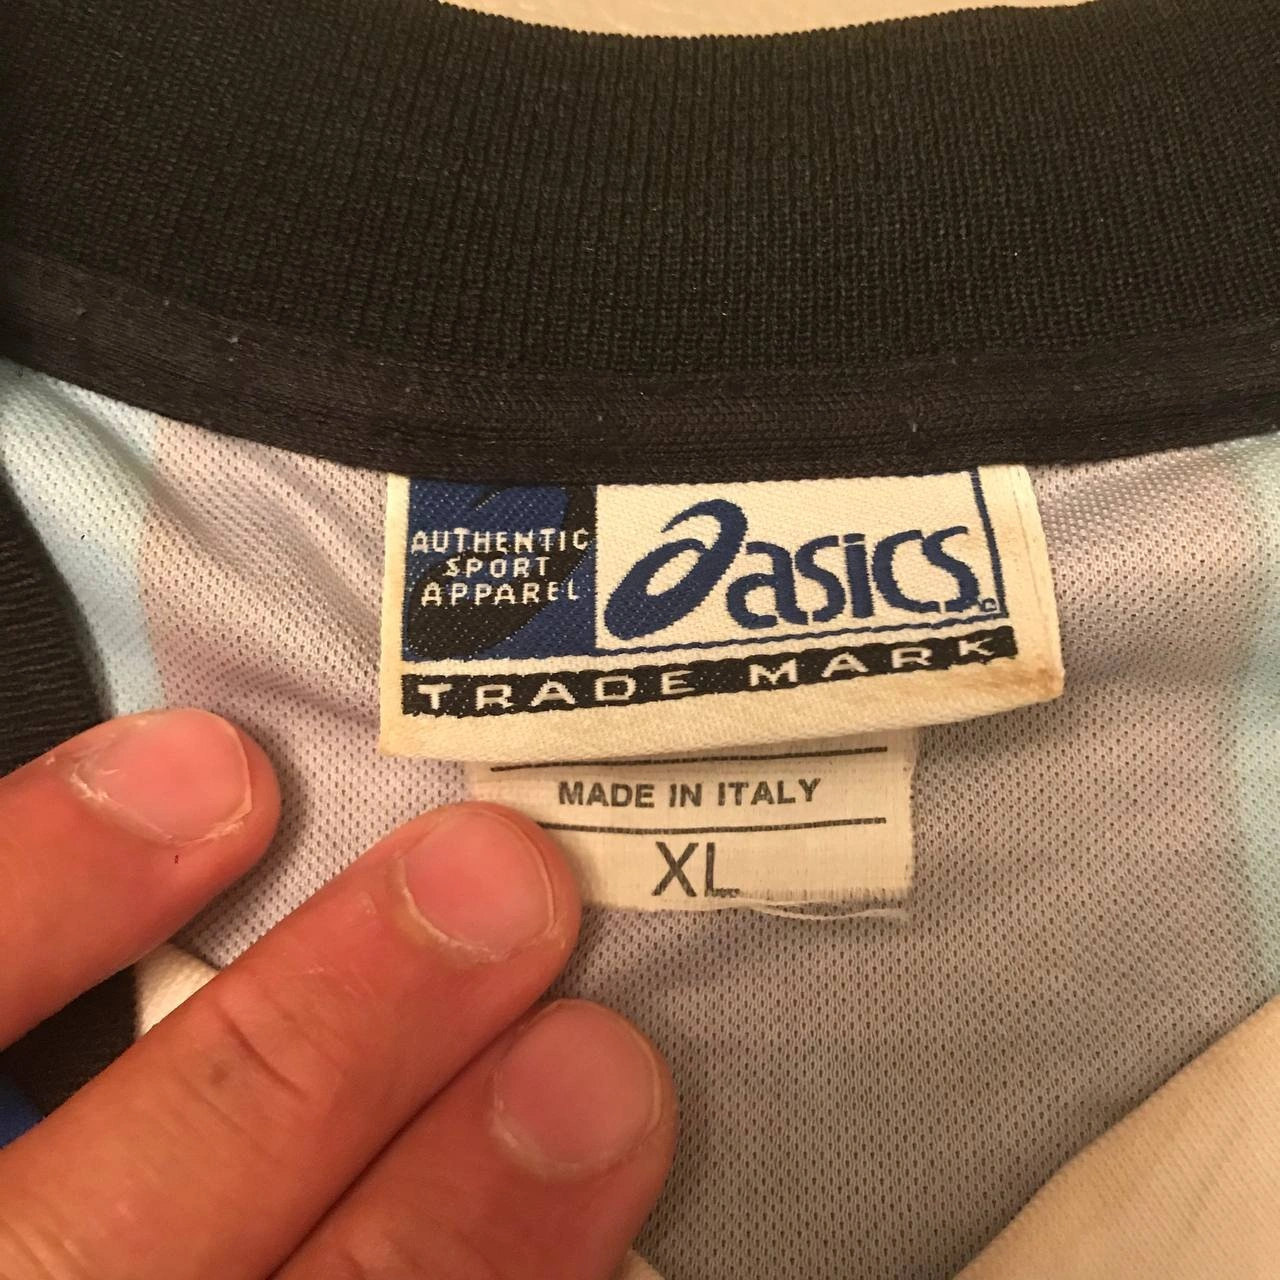 AUTHENTIC
SPORT
APPAREL
asics
TRADE MARK
MADE IN ITALY
XL